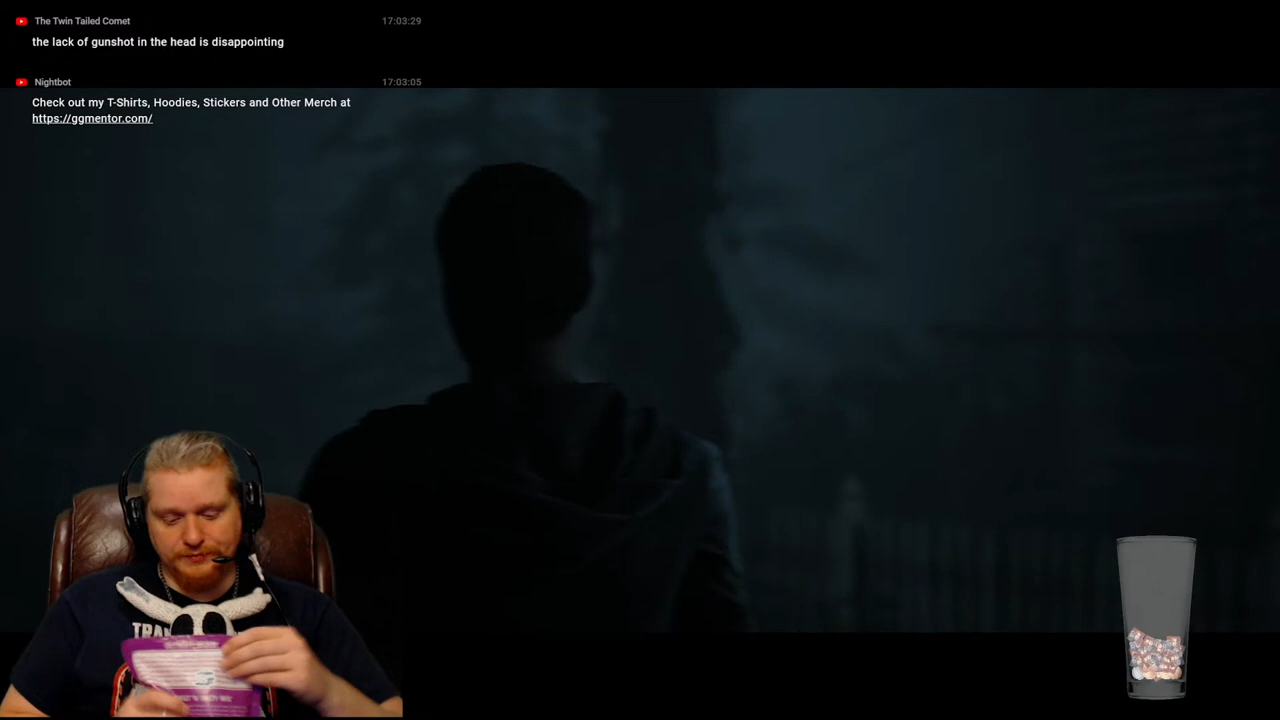 The Twin Tailed Comet 17:03:29
the lack of gunshot in the head is disappointing
Nightbot 17:03:05
Check out my T-Shirts, Hoodies, Stickers and Other Merch at
https://ggmentor.com/